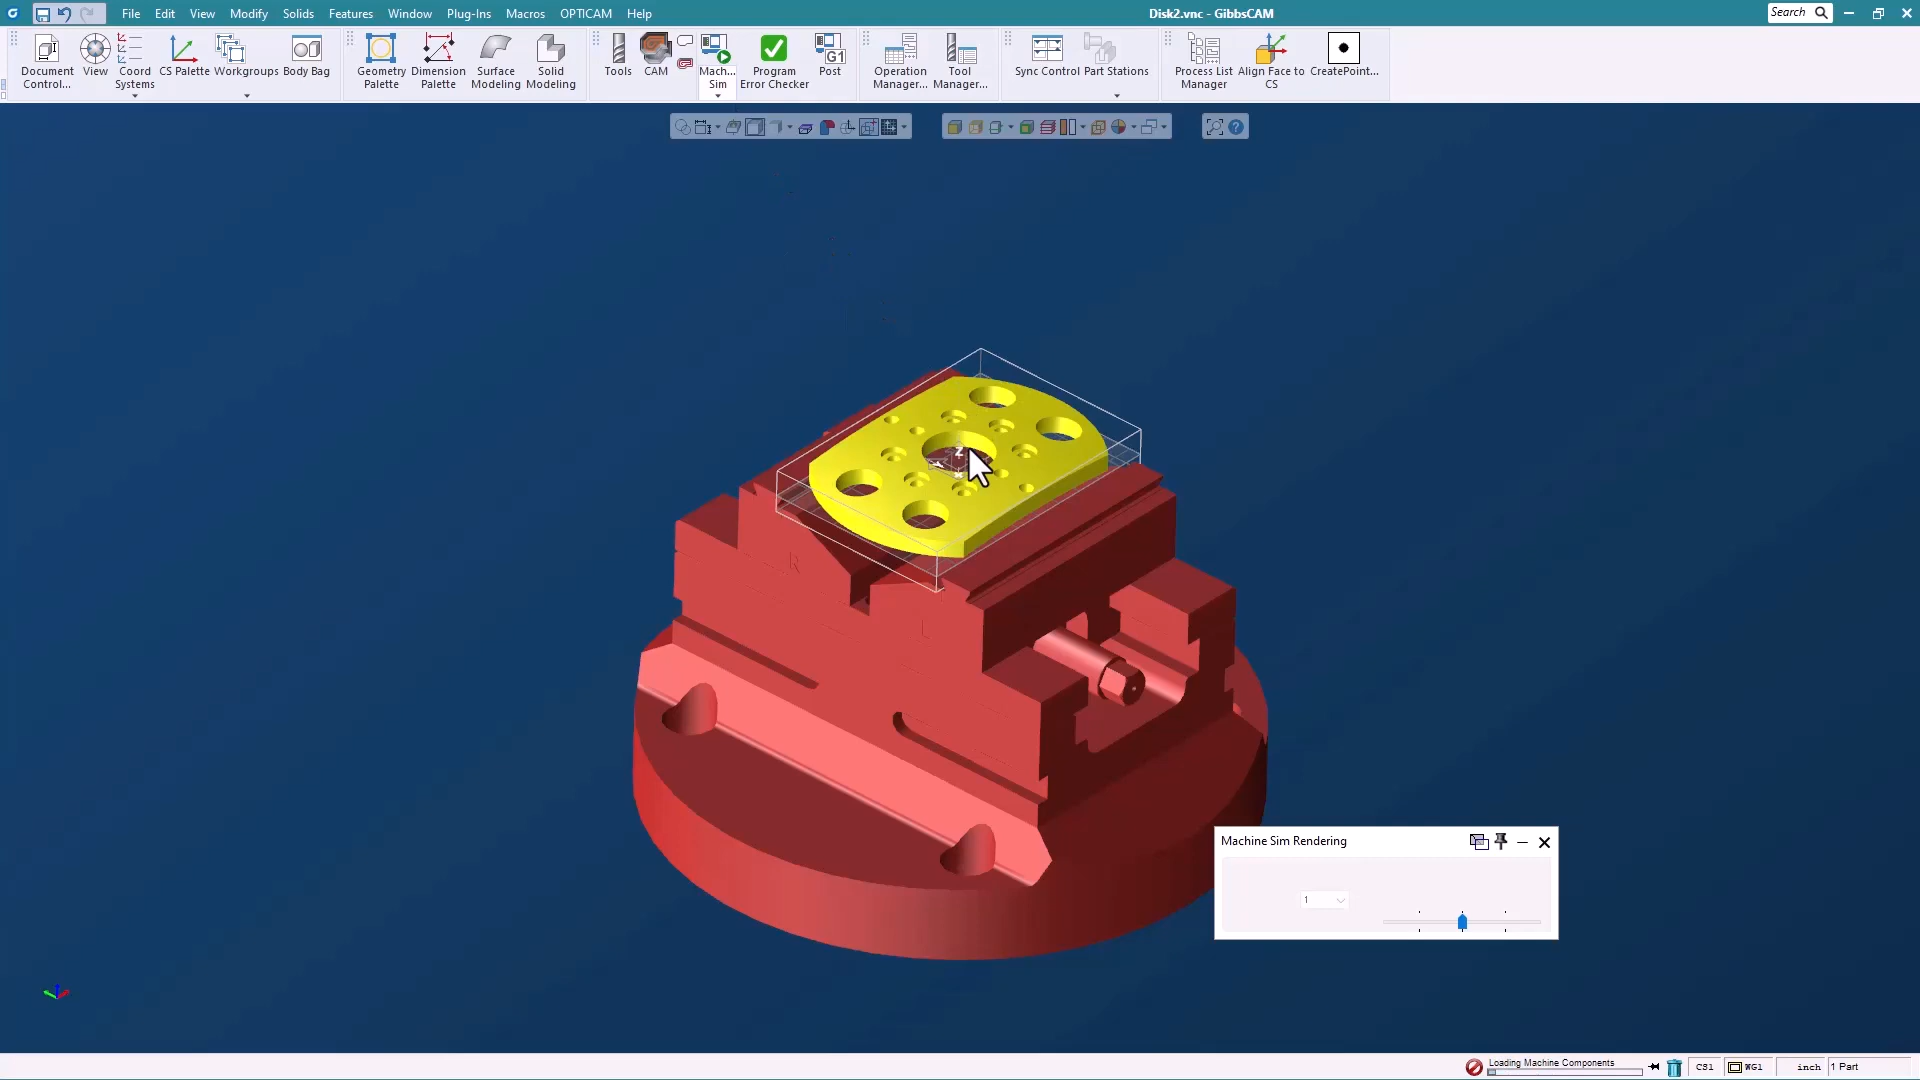 File Edit View Modify Solids Features Window Plug-Ins Macros OPTICAM Help
Disk2.vnc - GibbsCAM
Search
Document Control...
View
Coord Systems
CS Palette
Workgroups
Body Bag
Geometry Palette
Dimension Palette
Surface Modeling
Solid Modeling
Tools
CAM
Mach... Sim
Program Error Checker
G1
Post
Operation Manager...
Tool Manager...
Sync Control
Part Stations
Process List Manager
Align Face to CS
CreatePoint...
Z
R
L
Machine Sim Rendering
1
Loading Machine Components
CS1
WG1
inch
1 Part